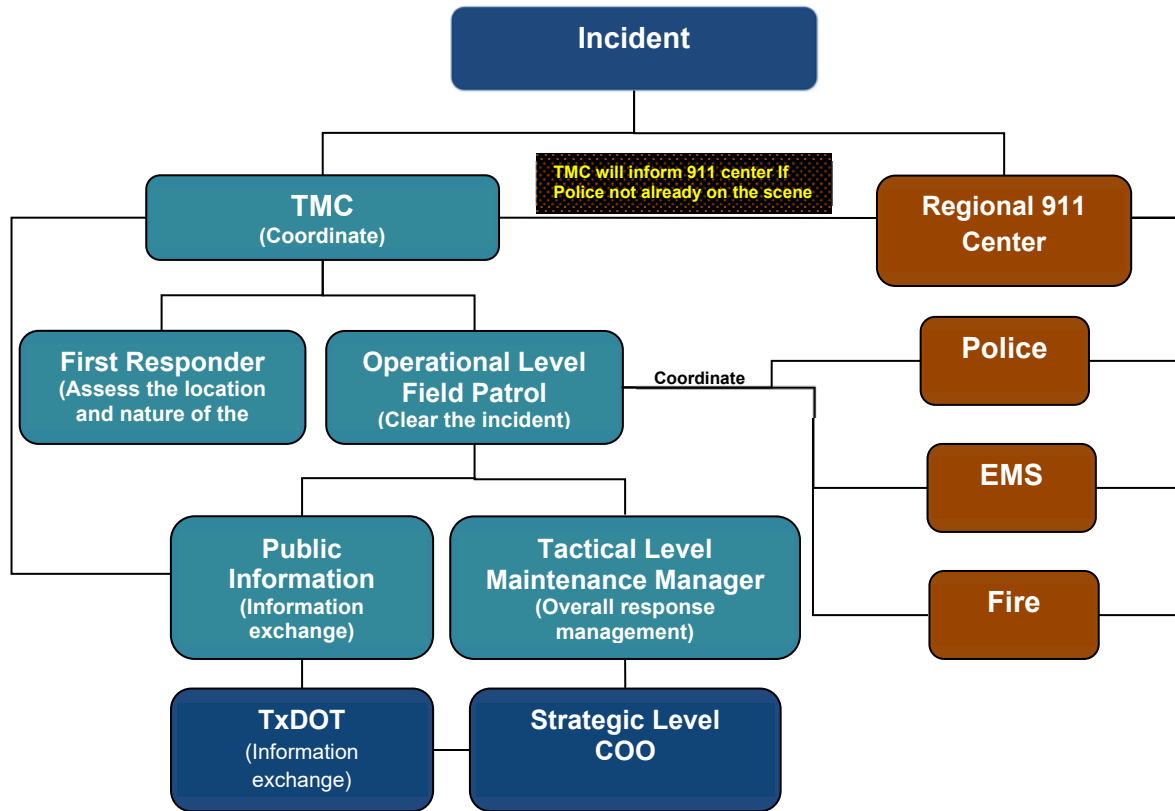 Incident
TMC will inform 911 center If
Police not already on the scene
TMC
(Coordinate)
Regional 911
Center
First Responder
(Assess the location
and nature of the
Operational Level
Field Patrol
(Clear the incident)
Coordinate
Police
EMS
Public
Information
(Information
exchange)
Tactical Level
Maintenance Manager
(Overall response
management)
Fire
TxDOT
(Information
exchange)
Strategic Level
COO